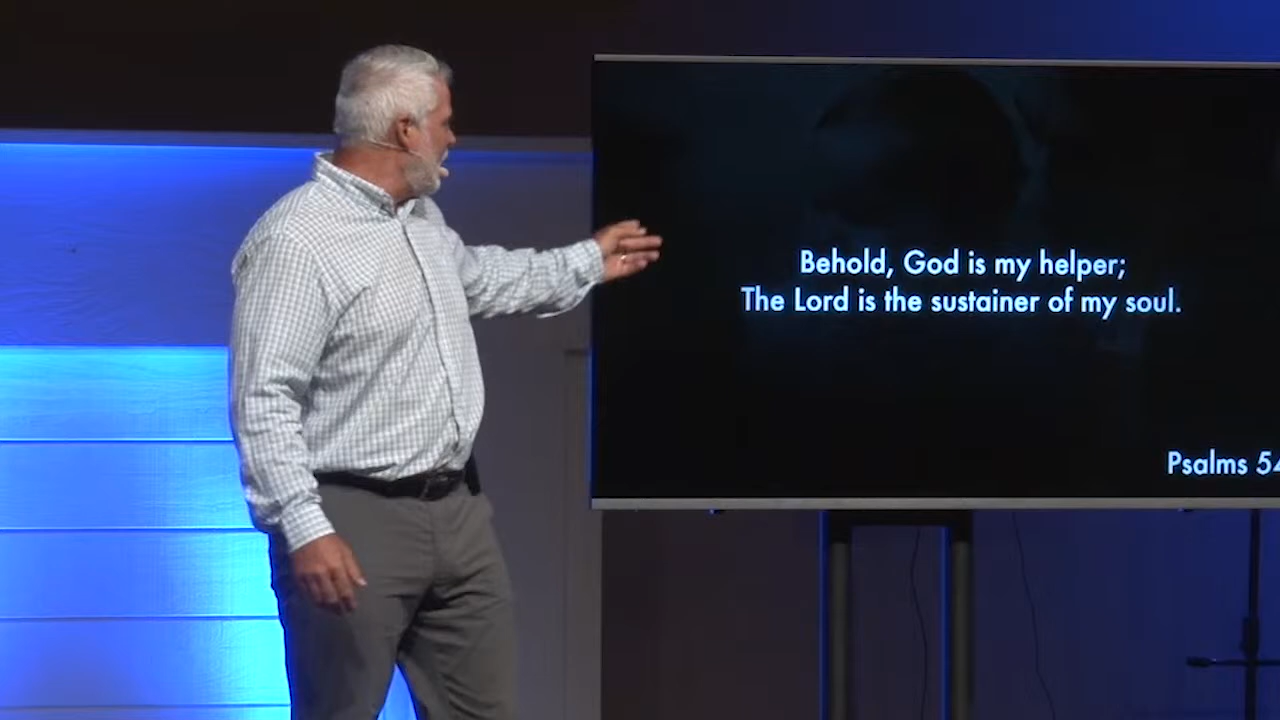 Behold, God is my helper;
The Lord is the sustainer of my soul.
Psalms 54